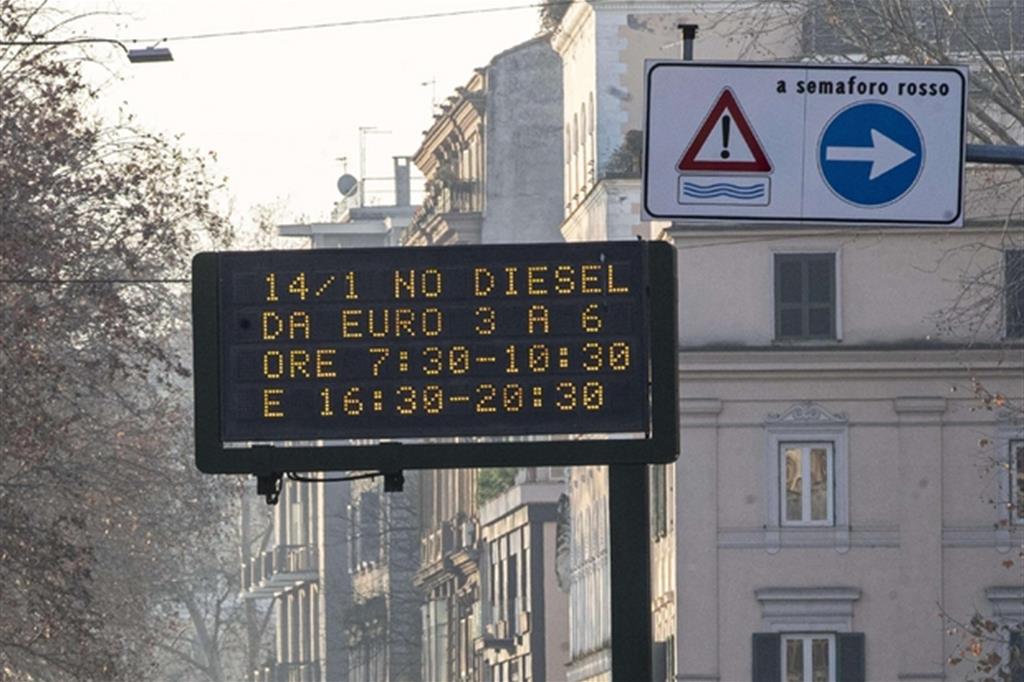 a semaforo rosso
14/1 NO DIESEL
DA EURO 3 A 6
ORE 7:30-10:30
E 16:30-20:30